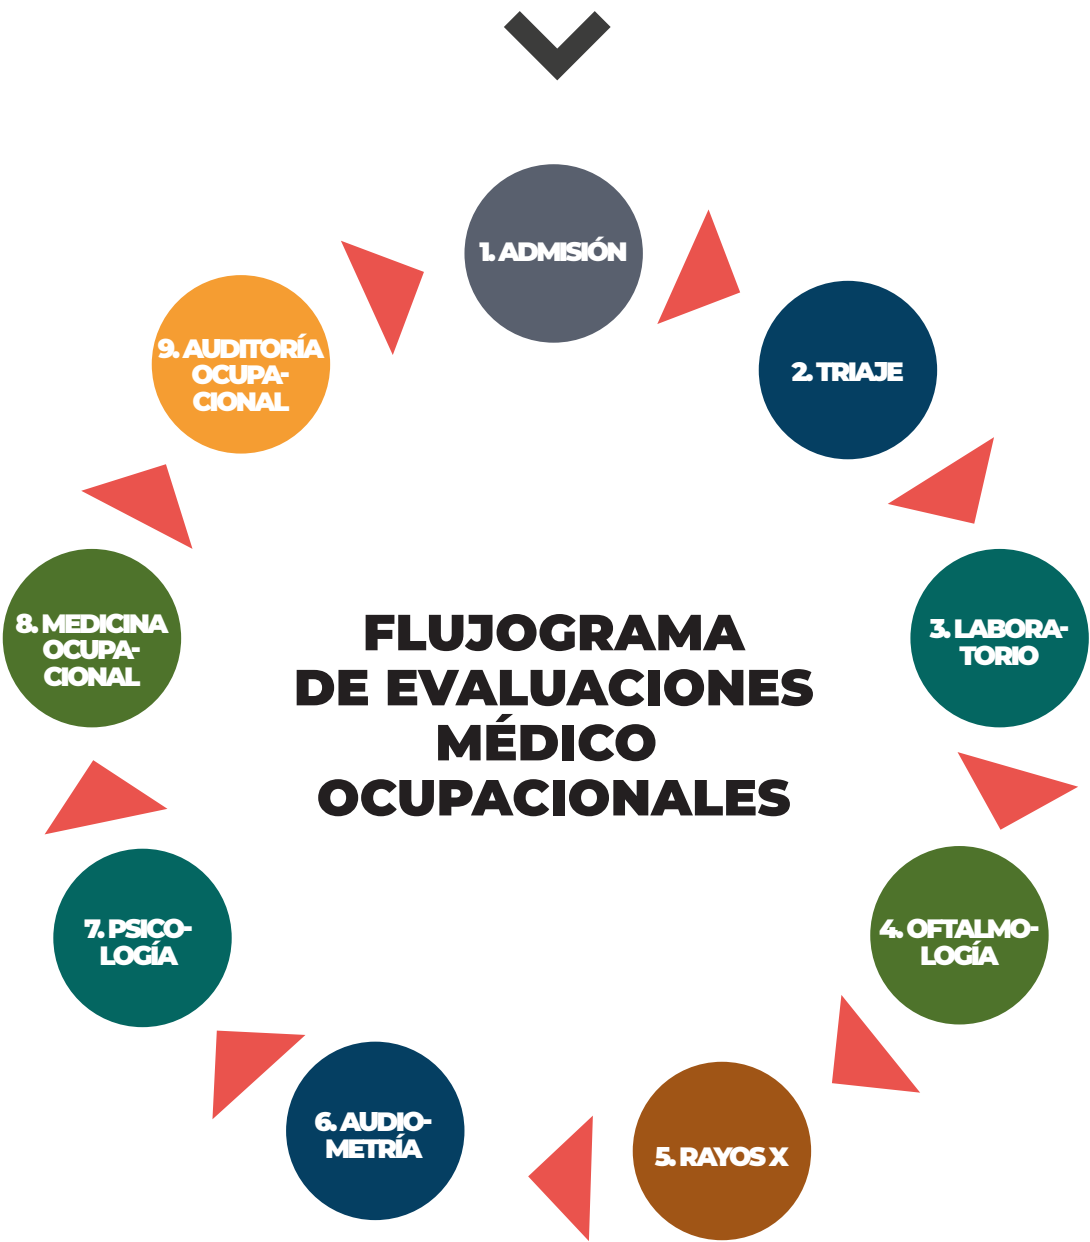 1. ADMISIÓN
2. TRIAJE
3. LABORA-
TORIO
4. OFTALMO-
LOGÍA
5. RAYOS X
6. AUDIO-
METRÍA
7. PSICO-
LOGÍA
8. MEDICINA
OCUPA-
CIONAL
9. AUDITORÍA
OCUPA-
CIONAL
FLUJOGRAMA
DE EVALUACIONES
MÉDICO
OCUPACIONALES